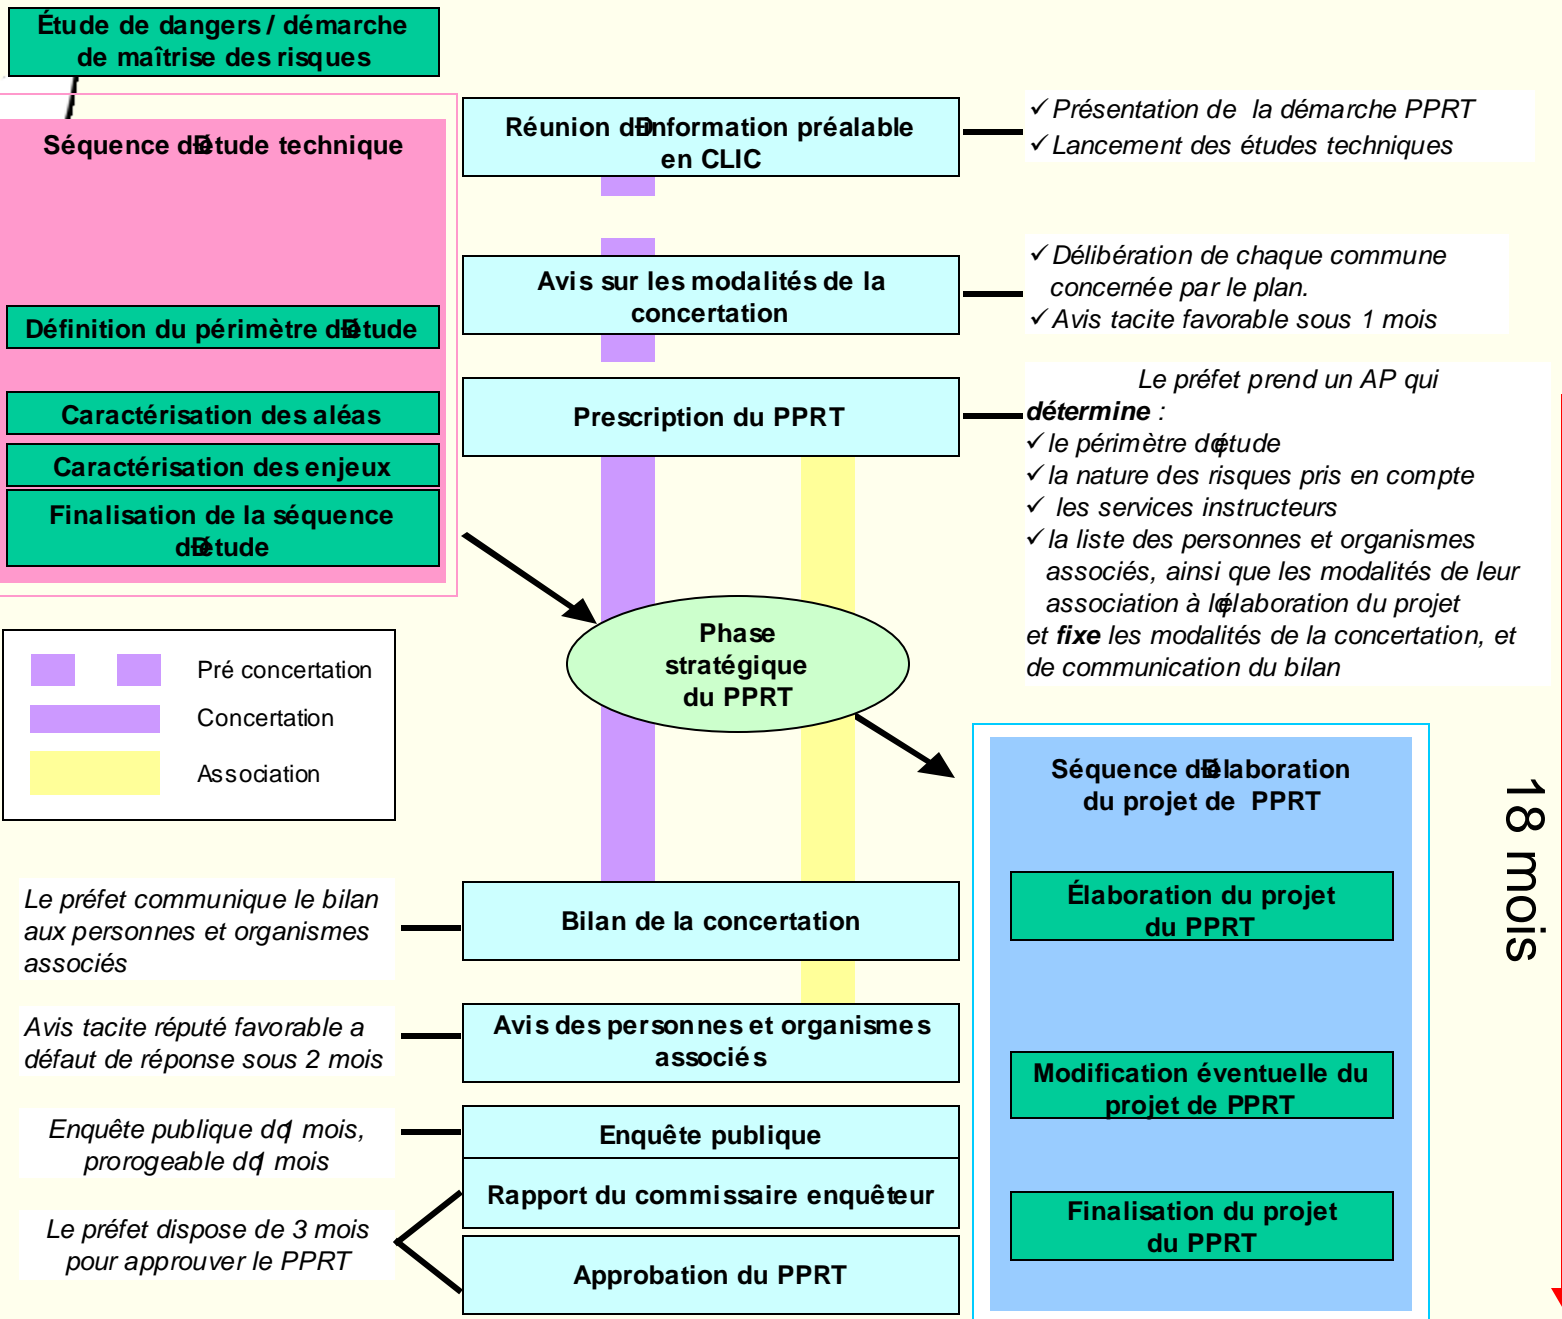 Étude de dangers / démarche
de maîtrise des risques
Séquence d'étude technique
Définition du périmètre d'étude
Caractérisation des aléas
Caractérisation des enjeux
Finalisation de la séquence
d'étude
Réunion d'information préalable
en CLIC
✓ Présentation de la démarche PPRT
✓ Lancement des études techniques
Avis sur les modalités de la
concertation
✓ Délibération de chaque commune
concernée par le plan.
✓ Avis tacite favorable sous 1 mois
Prescription du PPRT
Le préfet prend un AP qui
détermine :
✓ le périmètre d'étude
✓ la nature des risques pris en compte
✓ les services instructeurs
✓ la liste des personnes et organismes
associés, ainsi que les modalités de leur
association à l'élaboration du projet
et fixe les modalités de la concertation, et
de communication du bilan
Phase
stratégique
du PPRT
Pré concertation
Concertation
Association
Séquence d'élaboration
du projet de PPRT
Élaboration du projet
du PPRT
Modification éventuelle du
projet de PPRT
Finalisation du projet
du PPRT
18 mois
Le préfet communique le bilan
aux personnes et organismes
associés
Bilan de la concertation
Avis tacite réputé favorable a
défaut de réponse sous 2 mois
Avis des personnes et organismes
associés
Enquête publique d'1 mois,
prorogeable d'1 mois
Enquête publique
Rapport du commissaire enquêteur
Le préfet dispose de 3 mois
pour approuver le PPRT
Approbation du PPRT